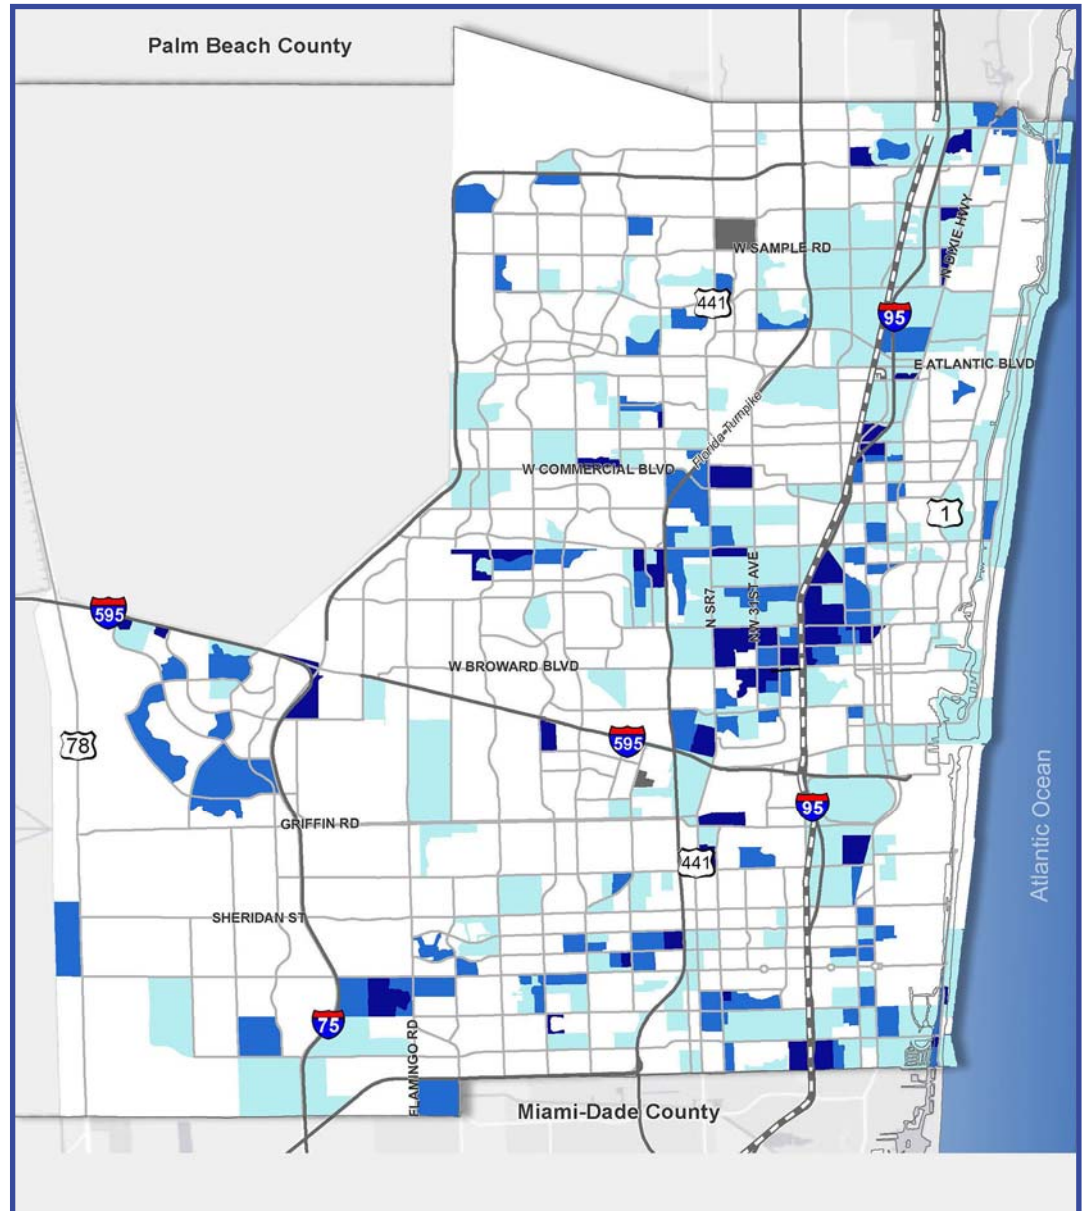 Palm Beach County
N DIXIE HWY
W SAMPLE RD
441
95
E ATLANTIC BLVD
Florida Turnpike
W COMMERCIAL BLVD
1
N SR7
NW 31ST AVE
595
W BROWARD BLVD
78
595
95
GRIFFIN RD
441
Atlantic Ocean
SHERIDAN ST
75
FLAMINGO RD
Miami-Dade County